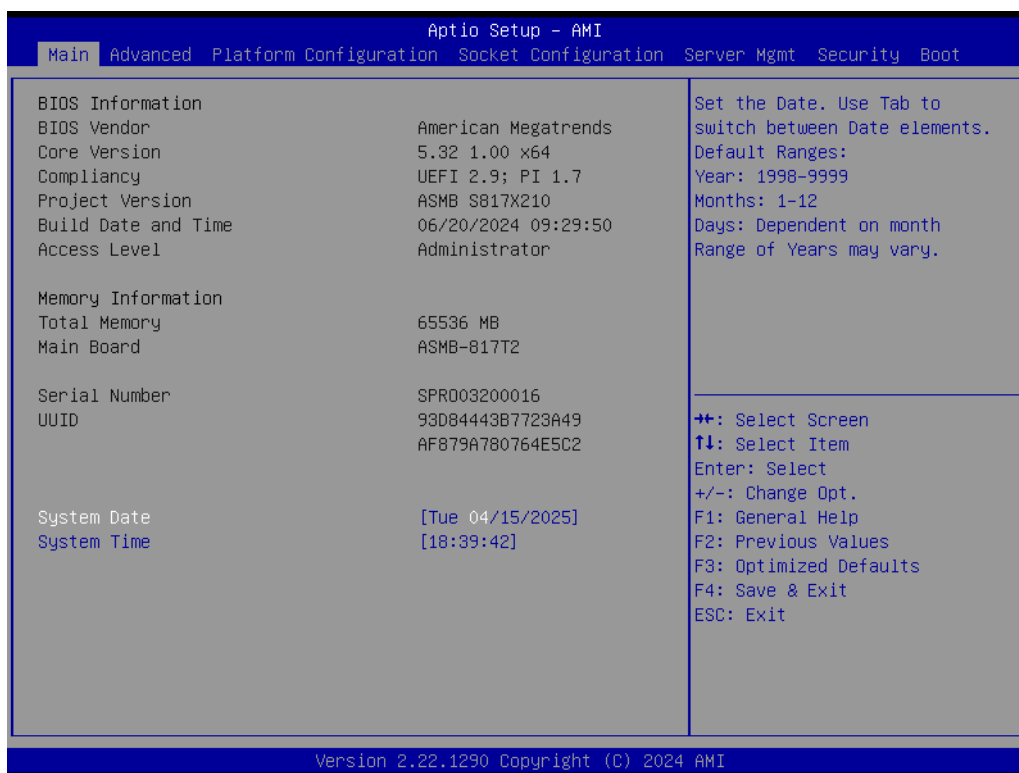 Aptio Setup - AMI
Main Advanced Platform Configuration Socket Configuration Server Mgmt Security Boot
BIOS Information
BIOS Vendor American Megatrends
Core Version 5.32 1.00 x64
Compliancy UEFI 2.9; PI 1.7
Project Version ASMB S817X210
Build Date and Time 06/20/2024 09:29:50
Access Level Administrator
Memory Information
Total Memory 65536 MB
Main Board ASMB-817T2
Serial Number SPRD03200016
UUID 93D84443B7723A49
AF879A780764E5C2
System Date [Tue 04/15/2025]
System Time [18:39:42]
Set the Date. Use Tab to
switch between Date elements.
Default Ranges:
Year: 1998-9999
Months: 1-12
Days: Dependent on month
Range of Years may vary.
→←: Select Screen
↑↓: Select Item
Enter: Select
+/-: Change Opt.
F1: General Help
F2: Previous Values
F3: Optimized Defaults
F4: Save & Exit
ESC: Exit
Version 2.22.1290 Copyright (C) 2024 AMI